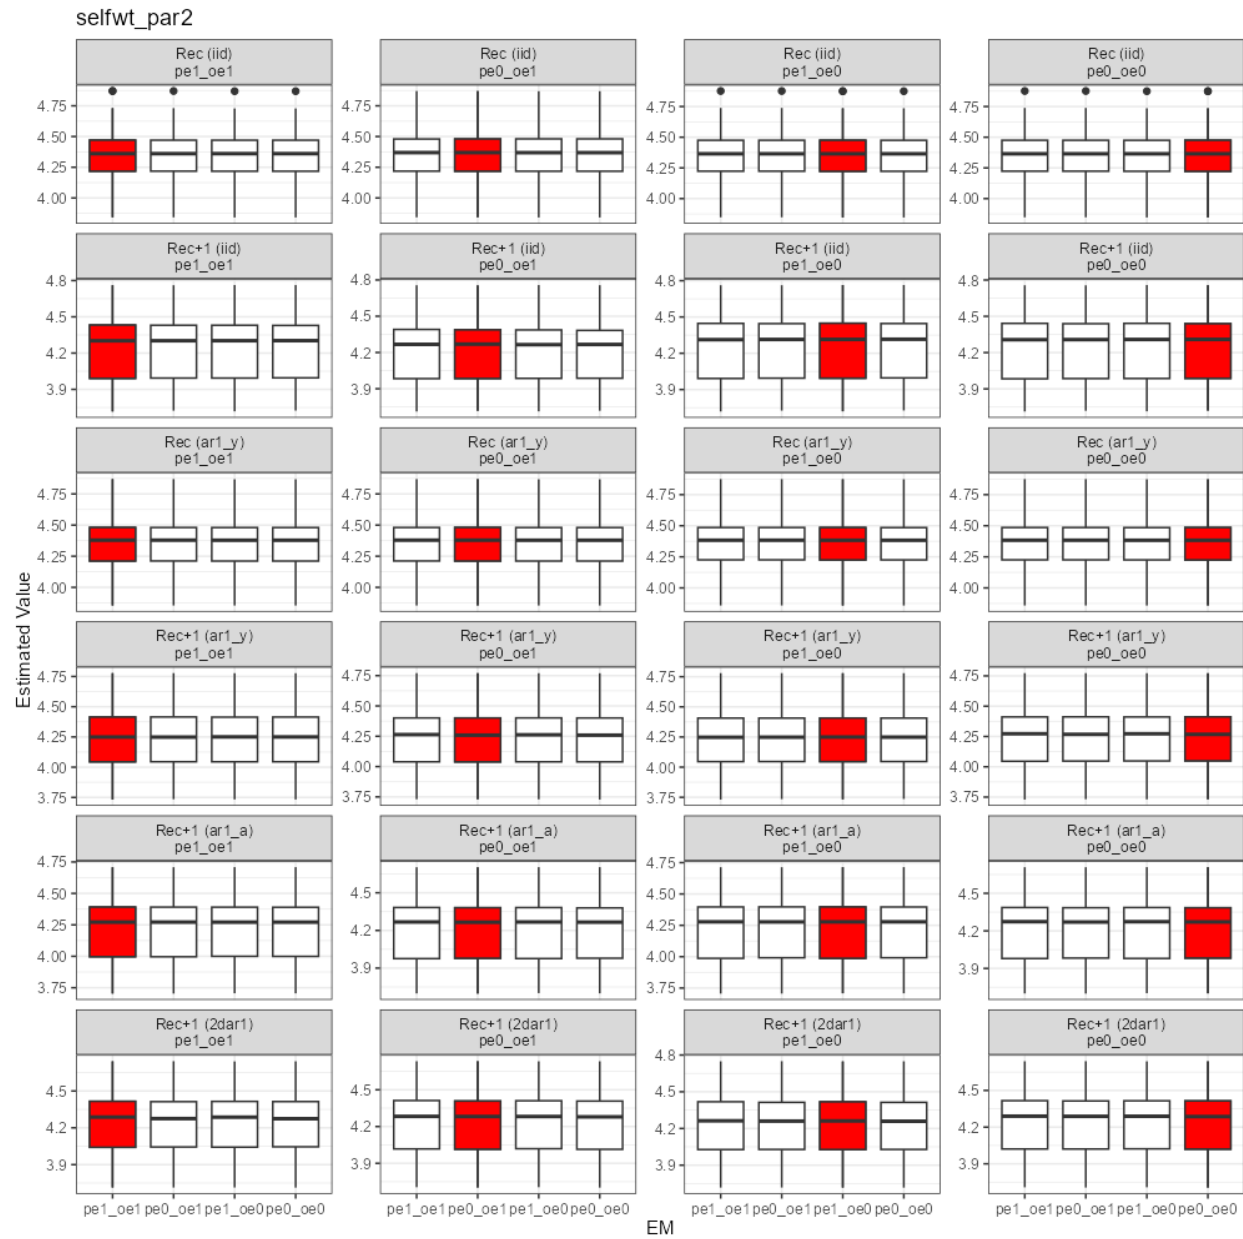 selfwt_par2
Rec (iid)
pe1_oe1
Rec (iid)
pe0_oe1
Rec (iid)
pe1_oe0
Rec (iid)
pe0_oe0
4.75
4.50
4.25
4.00
4.75
4.50
4.25
4.00
4.75
4.50
4.25
4.00
4.75
4.50
4.25
4.00
Rec+1 (iid)
pe1_oe1
Rec+1 (iid)
pe0_oe1
Rec+1 (iid)
pe1_oe0
Rec+1 (iid)
pe0_oe0
4.8
4.5
4.2
3.9
4.8
4.5
4.2
3.9
4.8
4.5
4.2
3.9
4.8
4.5
4.2
3.9
Rec (ar1_y)
pe1_oe1
Rec (ar1_y)
pe0_oe1
Rec (ar1_y)
pe1_oe0
Rec (ar1_y)
pe0_oe0
4.75
4.50
4.25
4.00
4.75
4.50
4.25
4.00
4.75
4.50
4.25
4.00
4.75
4.50
4.25
4.00
Estimated Value
Rec+1 (ar1_y)
pe1_oe1
Rec+1 (ar1_y)
pe0_oe1
Rec+1 (ar1_y)
pe1_oe0
Rec+1 (ar1_y)
pe0_oe0
4.75
4.50
4.25
4.00
3.75
4.75
4.50
4.25
4.00
3.75
4.75
4.50
4.25
4.00
3.75
4.75
4.50
4.25
4.00
3.75
Rec+1 (ar1_a)
pe1_oe1
Rec+1 (ar1_a)
pe0_oe1
Rec+1 (ar1_a)
pe1_oe0
Rec+1 (ar1_a)
pe0_oe0
4.75
4.50
4.25
4.00
3.75
4.5
4.2
3.9
4.75
4.50
4.25
4.00
3.75
4.5
4.2
3.9
Rec+1 (2dar1)
pe1_oe1
Rec+1 (2dar1)
pe0_oe1
Rec+1 (2dar1)
pe1_oe0
Rec+1 (2dar1)
pe0_oe0
4.5
4.2
3.9
4.5
4.2
3.9
4.8
4.5
4.2
3.9
4.5
4.2
3.9
pe1_oe1 pe0_oe1 pe1_oe0 pe0_oe0
pe1_oe1 pe0_oe1 pe1_oe0 pe0_oe0
pe1_oe1 pe0_oe1 pe1_oe0 pe0_oe0
pe1_oe1 pe0_oe1 pe1_oe0 pe0_oe0
EM